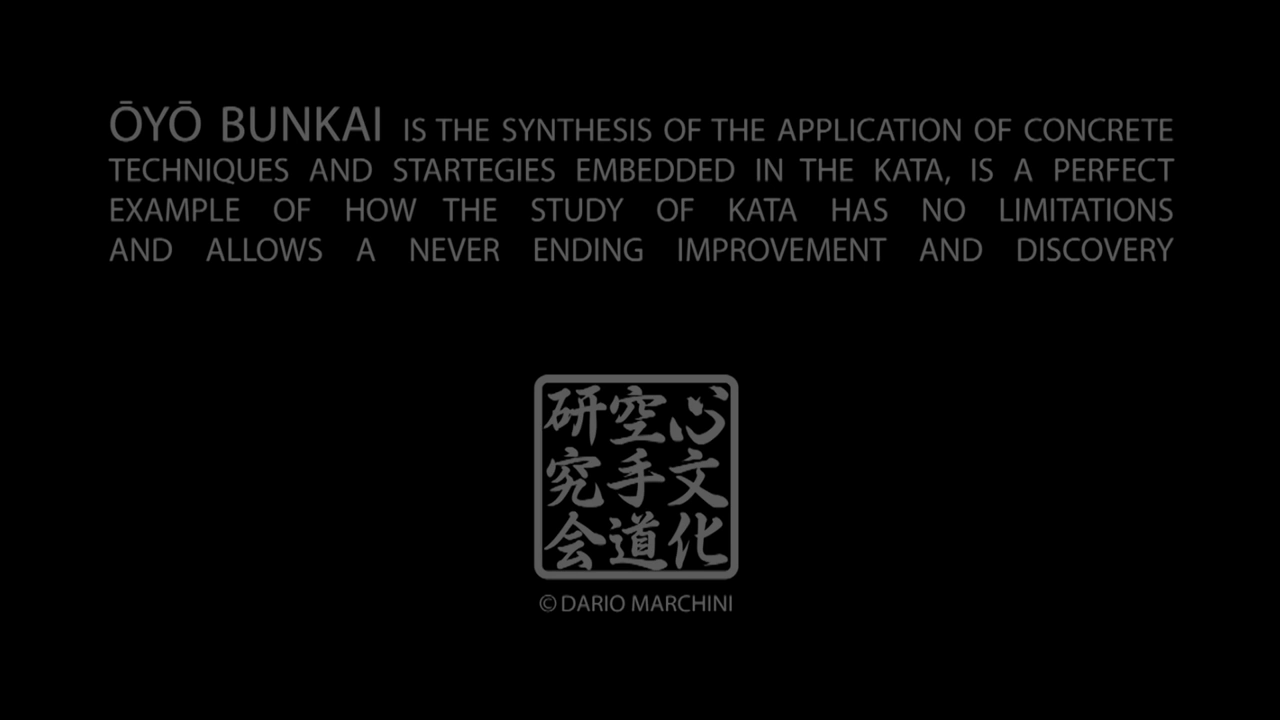 ŌYŌ BUNKAI IS THE SYNTHESIS OF THE APPLICATION OF CONCRETE
TECHNIQUES AND STARTEGIES EMBEDDED IN THE KATA, IS A PERFECT
EXAMPLE OF HOW THE STUDY OF KATA HAS NO LIMITATIONS
AND ALLOWS A NEVER ENDING IMPROVEMENT AND DISCOVERY
心文化
空手道
研究会
© DARIO MARCHINI